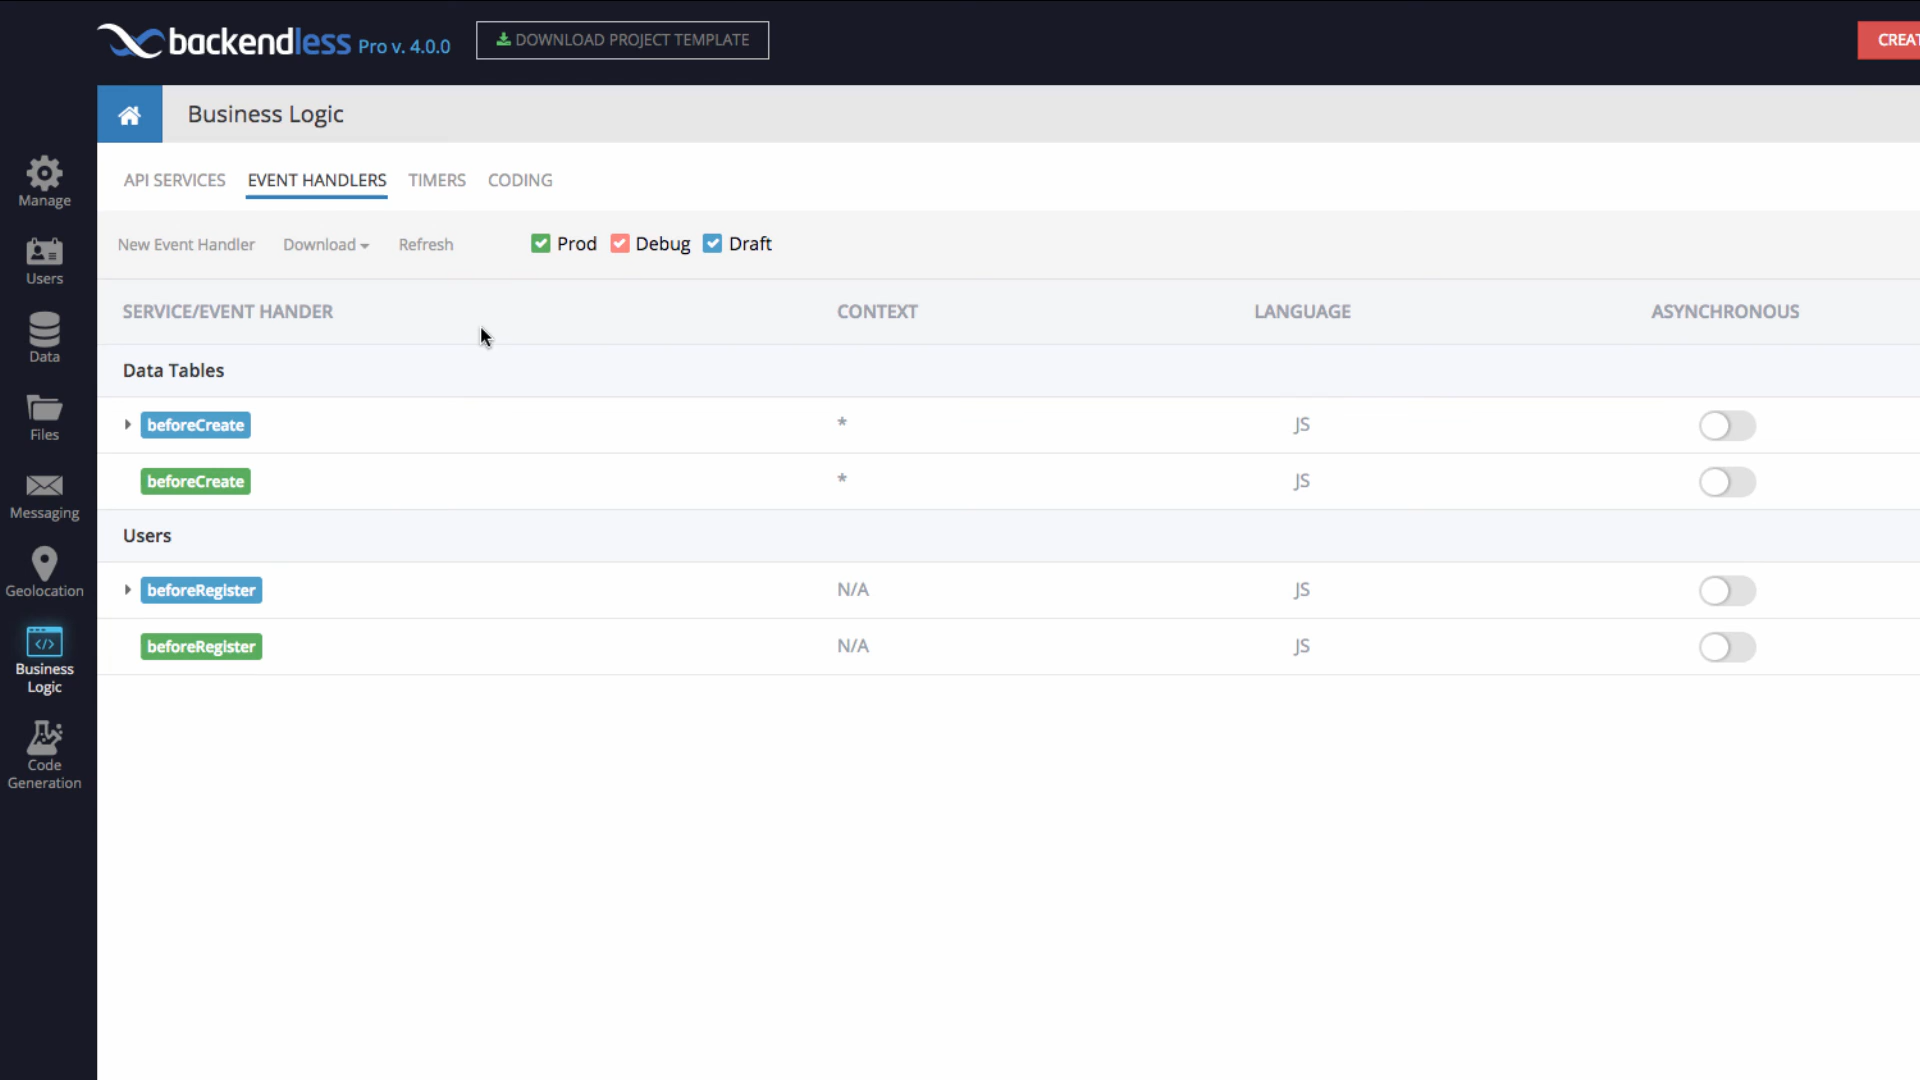 backendless Pro v. 4.0.0
DOWNLOAD PROJECT TEMPLATE
CREAT
Business Logic
API SERVICES EVENT HANDLERS TIMERS CODING
New Event Handler Download Refresh Prod Debug Draft
SERVICE/EVENT HANDER CONTEXT LANGUAGE ASYNCHRONOUS
Data Tables
beforeCreate * JS
beforeCreate * JS
Users
beforeRegister N/A JS
beforeRegister N/A JS
Manage
Users
Data
Files
Messaging
Geolocation
Business
Logic
Code
Generation